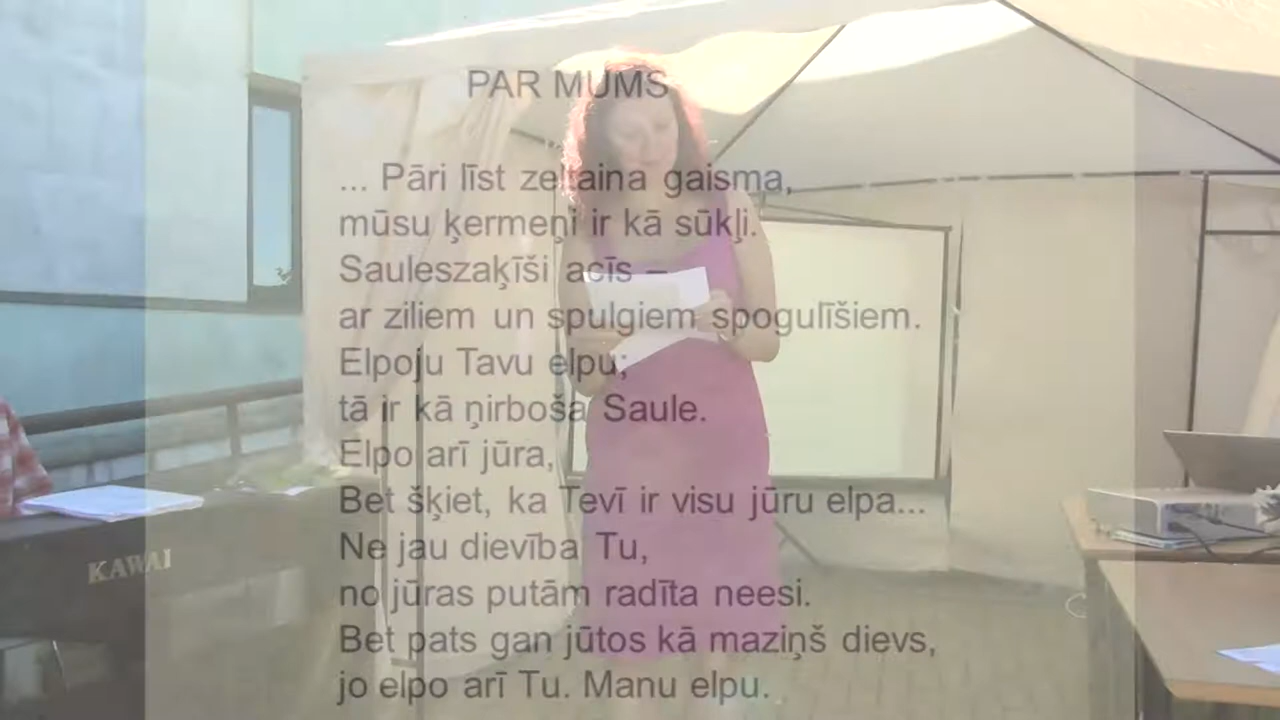 PAR MUMS
... Pāri līst zeltaina gaisma,
mūsu ķermeņi ir kā sūkļi.
Sauleszaķīši acīs –
ar ziliem un spulgiem spogulīšiem.
Elpoju Tavu elpu;
tā ir kā ņirboša Saule.
Elpo arī jūra,
Bet šķiet, ka Tevī ir visu jūru elpa...
Ne jau dievība Tu,
no jūras putām radīta neesi.
Bet pats gan jūtos kā maziņš dievs,
jo elpo arī Tu. Manu elpu.
KAWAI